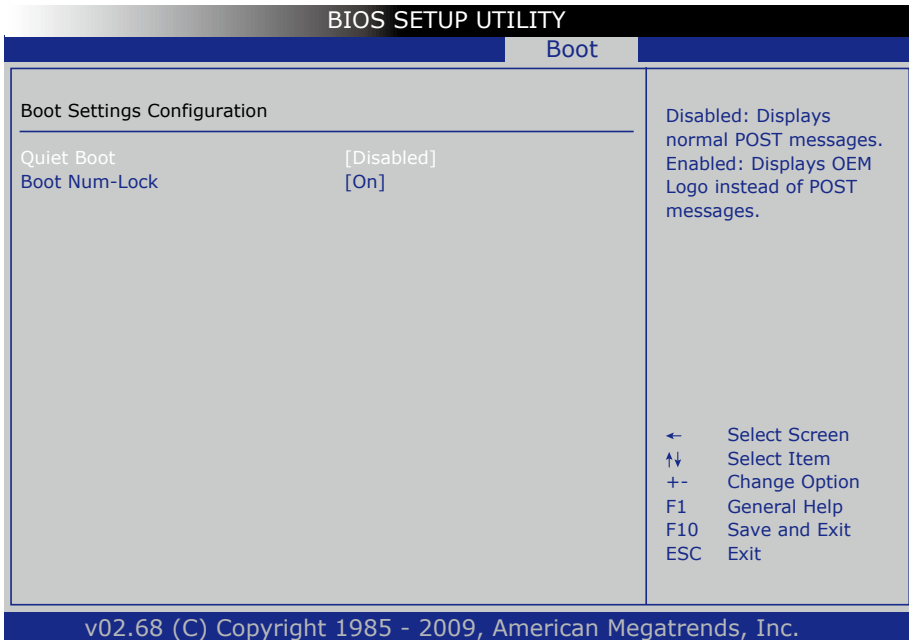 BIOS SETUP UTILITY
Boot
Boot Settings Configuration
Quiet Boot [Disabled]
Boot Num-Lock [On]
Disabled: Displays
normal POST messages.
Enabled: Displays OEM
Logo instead of POST
messages.
← Select Screen
↑↓ Select Item
+- Change Option
F1 General Help
F10 Save and Exit
ESC Exit
v02.68 (C) Copyright 1985 - 2009, American Megatrends, Inc.